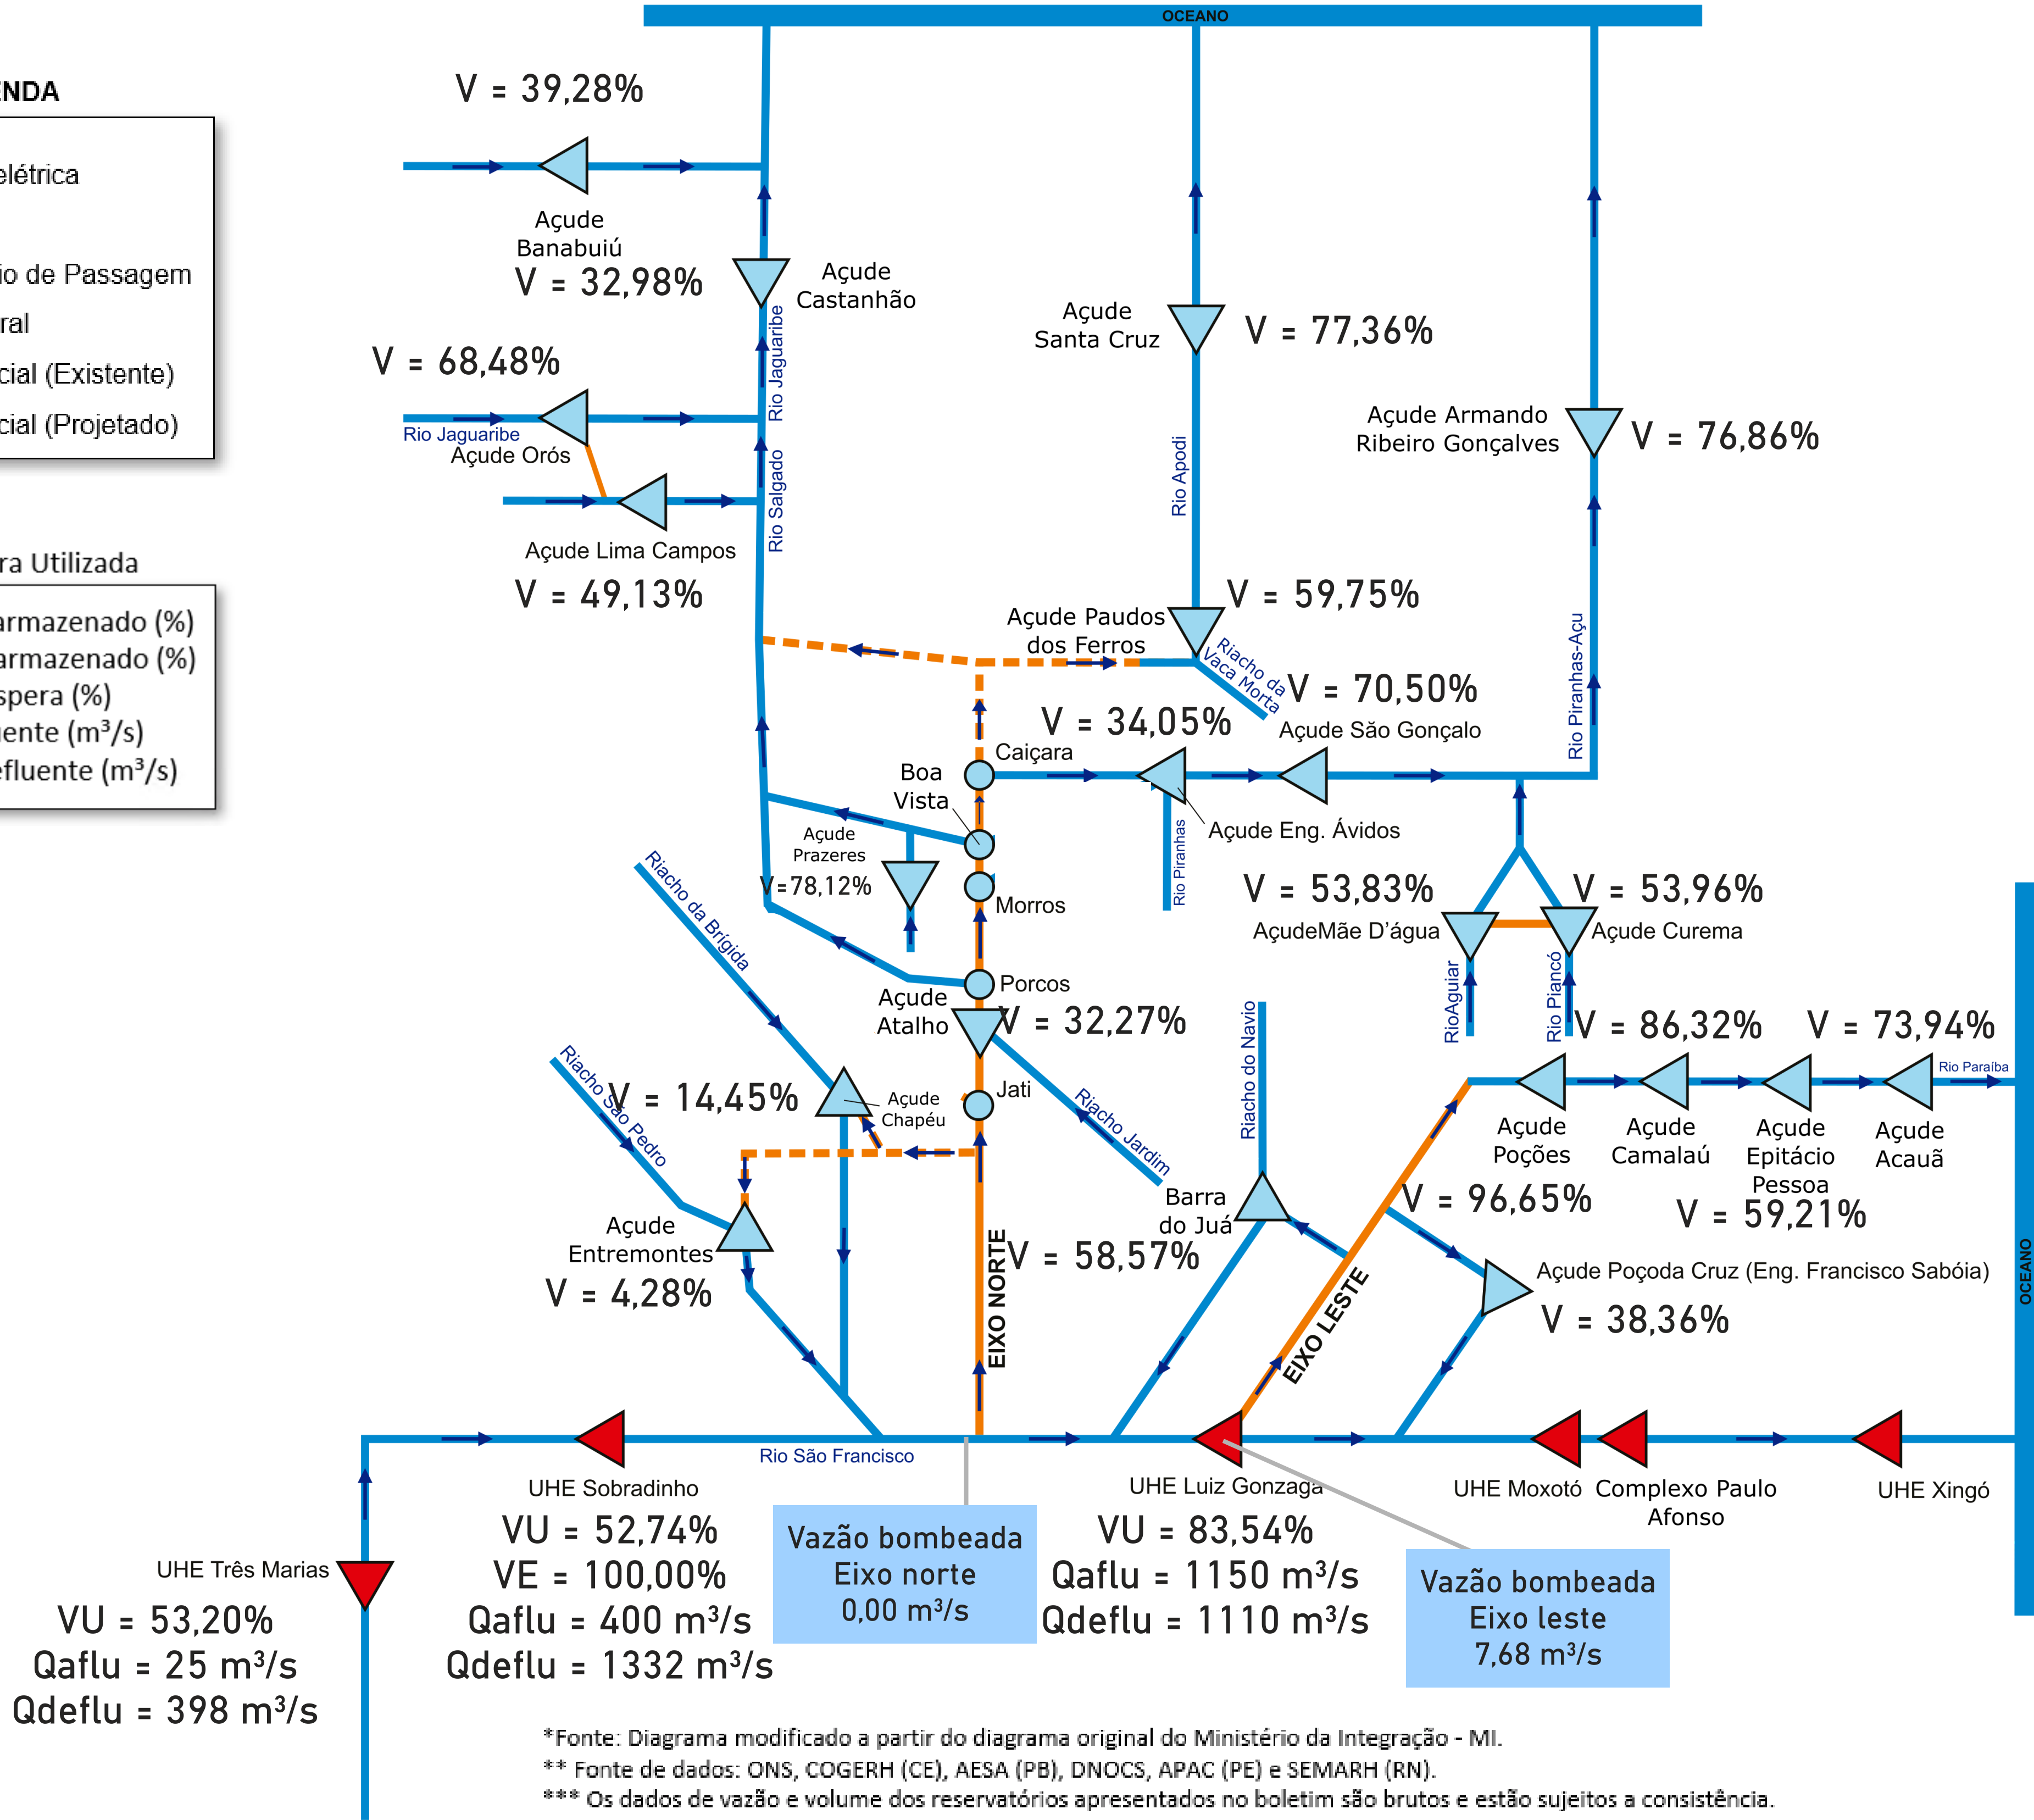 OCEANO
V = 39,28%
ENDA
elétrica
io de Passagem
ral
cial (Existente)
cial (Projetado)
Açude
Banabuiú
V = 32,98%
Açude
Castanhão
Rio Jaguaribe
Açude
Santa Cruz
V = 77,36%
V = 68,48%
Rio Jaguaribe
Açude Orós
Açude Armando
Ribeiro Gonçalves
V = 76,86%
Rio Salgado
Rio Apodi
Açude Lima Campos
V = 49,13%
ra Utilizada
armazenado (%)
armazenado (%)
spera (%)
uente (m³/s)
efluente (m³/s)
Açude Paudos
dos Ferros
V = 59,75%
Riacho da
Vaca Morta
V = 70,50%
Açude São Gonçalo
Rio Piranhas-Açu
V = 34,05%
Caiçara
Boa
Vista
Açude Eng. Ávidos
Rio Piranhas
Açude
Prazeres
V=78,12%
Morros
Riacho da Brígida
V = 53,83%
V = 53,96%
AçudeMãe D'água
Açude Curema
RioAguiar
Rio Piancó
Porcos
Açude
Atalho
V = 32,27%
Riacho do Navio
V = 86,32%
V = 73,94%
Rio Paraíba
Riacho São Pedro
V = 14,45%
Açude
Chapéu
Jati
Riacho Jardim
Açude
Poções
Açude
Camalaú
Açude
Epitácio
Pessoa
Açude
Acauã
Barra
do Juá
V = 96,65%
V = 59,21%
Açude
Entremontes
V = 4,28%
EIXO NORTE
V = 58,57%
EIXO LESTE
Açude Poçoda Cruz (Eng. Francisco Sabóia)
V = 38,36%
OCEANO
Rio São Francisco
UHE Sobradinho
VU = 52,74%
VE = 100,00%
Qaflu = 400 m³/s
Qdeflu = 1332 m³/s
Vazão bombeada
Eixo norte
0,00 m³/s
UHE Luiz Gonzaga
VU = 83,54%
Qaflu = 1150 m³/s
Qdeflu = 1110 m³/s
Vazão bombeada
Eixo leste
7,68 m³/s
UHE Moxotó
Complexo Paulo
Afonso
UHE Xingó
UHE Três Marias
VU = 53,20%
Qaflu = 25 m³/s
Qdeflu = 398 m³/s
*Fonte: Diagrama modificado a partir do diagrama original do Ministério da Integração - MI.
** Fonte de dados: ONS, COGERH (CE), AESA (PB), DNOCS, APAC (PE) e SEMARH (RN).
*** Os dados de vazão e volume dos reservatórios apresentados no boletim são brutos e estão sujeitos a consistência.